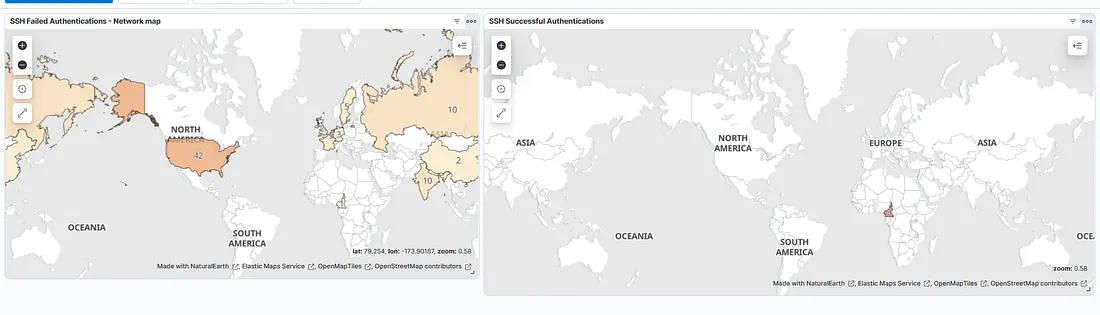 SSH Failed Authentications - Network map
NORTH
AMERICA
42
10
ASIA
2
10
OCEANIA
SOUTH
AMERICA
lat: 79.254, lon: -173.90187, zoom: 0.58
Made with NaturalEarth, Elastic Maps Service, OpenMapTiles, OpenStreetMap contributors
SSH Successful Authentications
ASIA
NORTH
AMERICA
EUROPE
ASIA
OCEANIA
SOUTH
AMERICA
OCE
zoom: 0.58
Made with NaturalEarth, Elastic Maps Service, OpenMapTiles, OpenStreetMap contributors